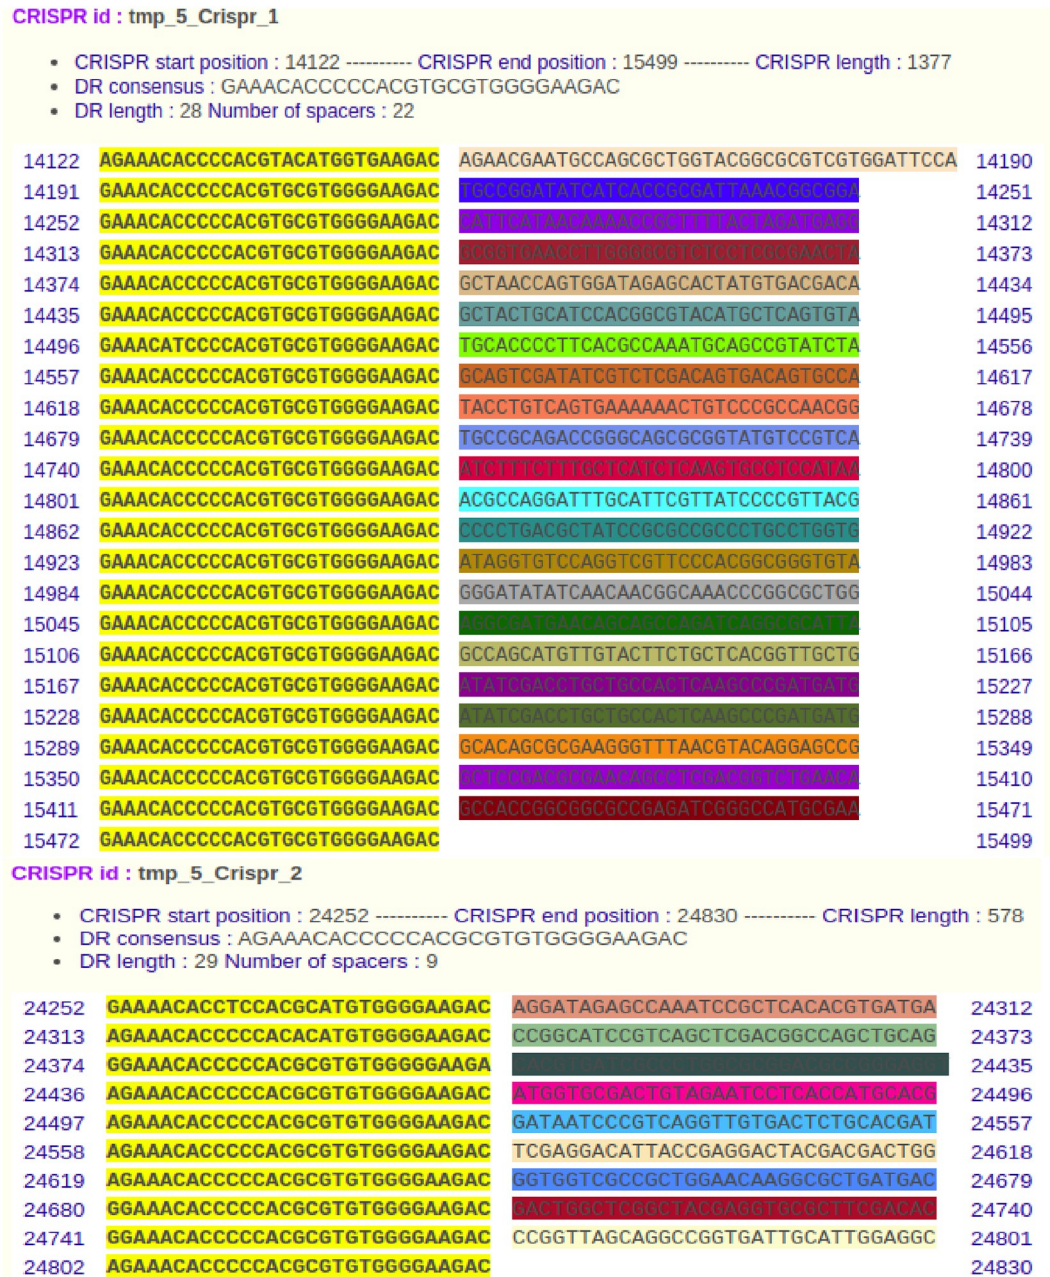 CRISPR id : tmp_5_Crispr_1
• CRISPR start position : 14122 ---------- CRISPR end position : 15499 ---------- CRISPR length : 1377
• DR consensus : GAAACACCCCCACGTGCGTGGGGAAGAC
• DR length : 28 Number of spacers : 22
14122 AGAAACACCCCCACGTACATGGTGAAGAC AGAACGAATGCCAGCGCTGGTACGGCGCGTCGTGGATTCCA 14190
14191 GAAACACCCCCACGTGCGTGGGGAAGAC TGCCGGATATCATCACCGCGATTAAACGGCGGA 14251
14252 GAAACACCCCCACGTGCGTGGGGAAGAC 14312
14313 GAAACACCCCCACGTGCGTGGGGAAGAC GCGGTGAACCTTGGGGCGTCTCCTCGCGAACTA 14373
14374 GAAACACCCCCACGTGCGTGGGGAAGAC GCTAACCAGTGGATAGAGCACTATGTGACGACA 14434
14435 GAAACACCCCCACGTGCGTGGGGAAGAC GCTACTGCATCCACGGCGTACATGCTCAGTGTA 14495
14496 GAAACATCCCCACGTGCGTGGGGAAGAC TGCACCCCTTCACGCCAAATGCAGCCGTATCTA 14556
14557 GAAACACCCCCACGTGCGTGGGGAAGAC GCAGTCGATATCGTCTCGACAGTGACAGTGCCA 14617
14618 GAAACACCCCCACGTGCGTGGGGAAGAC TACCTGTCAGTGAAAAAACTGTCCCGCCAACGG 14678
14679 GAAACACCCCCACGTGCGTGGGGAAGAC TGCCGCAGACCGGGCAGCGCGGTATGTCCGTCA 14739
14740 GAAACACCCCCACGTGCGTGGGGAAGAC ATCTTTCTTTGCTCATCTCAAGTGCCTCCATAA 14800
14801 GAAACACCCCCACGTGCGTGGGGAAGAC ACGCCAGGATTTGCATTCGTTATCCCCGTTACG 14861
14862 GAAACACCCCCACGTGCGTGGGGAAGAC CCCCTGACGCTATCCGCGCCGCCCTGCCTGGTG 14922
14923 GAAACACCCCCACGTGCGTGGGGAAGAC ATAGGTGTCCAGGTCGTTCCCACGGCGGGTGTA 14983
14984 GAAACACCCCCACGTGCGTGGGGAAGAC GGGATATATCAACAACGGCAAACCCGGCGCTGG 15044
15045 GAAACACCCCCACGTGCGTGGGGAAGAC AGGCGATGAACAGCAGCCAGATCAGGCGCATTA 15105
15106 GAAACACCCCCACGTGCGTGGGGAAGAC GCCAGCATGTTGTACTTCTGCTCACGGTTGCTG 15166
15167 GAAACACCCCCACGTGCGTGGGGAAGAC ATATCGACCTGCTGCCACTCAAGCCCGATGATG 15227
15228 GAAACACCCCCACGTGCGTGGGGAAGAC ATATCGACCTGCTGCCACTCAAGCCCGATGATG 15288
15289 GAAACACCCCCACGTGCGTGGGGAAGAC GCACAGCGCGAAGGGTTTAACGTACAGGAGCCG 15349
15350 GAAACACCCCCACGTGCGTGGGGAAGAC 15410
15411 GAAACACCCCCACGTGCGTGGGGAAGAC GCCACCGGCGGCGCCGAGATCGGGCCATGCGAA 15471
15472 GAAACACCCCCACGTGCGTGGGGAAGAC 15499
CRISPR id : tmp_5_Crispr_2
• CRISPR start position : 24252 ---------- CRISPR end position : 24830 ---------- CRISPR length : 578
• DR consensus : AGAAACACCCCCACGCGTGTGGGGAAGAC
• DR length : 29 Number of spacers : 9
24252 GAAAACACCTCCACGCATGTGGGGAAGAC AGGATAGAGCCAAATCCGCTCACACGTGATGA 24312
24313 AGAAACACCCCCACACATGTGGGGAAGAC CCGGCATCCGTCAGCTCGACGGCCAGCTGCAG 24373
24374 GGAAACACCCCCACGCGTGTGGGGGAAGA 24435
24436 AGAAACACCCCCACGCGTGTGGGGAAGAC ATGGTGCGACTGTAGAATCCTCACCATGCACG 24496
24497 AGAAACACCCCCACGCGTGTGGGGAAGAC GATAATCCCGTCAGGTTGTGACTCTGCACGAT 24557
24558 AGAAACACCCCCACGCGTGTGGGGAAGAC TCGAGGACATTACCGAGGACTACGACGACTGG 24618
24619 AGAAACACCCCCACGCGTGTGGGGAAGAC GGTGGTCGCCGCTGGAACAAGGCGCTGATGAC 24679
24680 GGAAACACCCCCACGCGTGTGGGGAAGAC GACTGGCTCGGCTACGAGGTGCGCTTCGACAC 24740
24741 GGAAACACCCCCACGCGTGTGGGGAAGAC CCGGTTAGCAGGCCGGTGATTGCATTGGAGGC 24801
24802 AGAAACACCCCCACGCGTGTGGGGAAGAC 24830